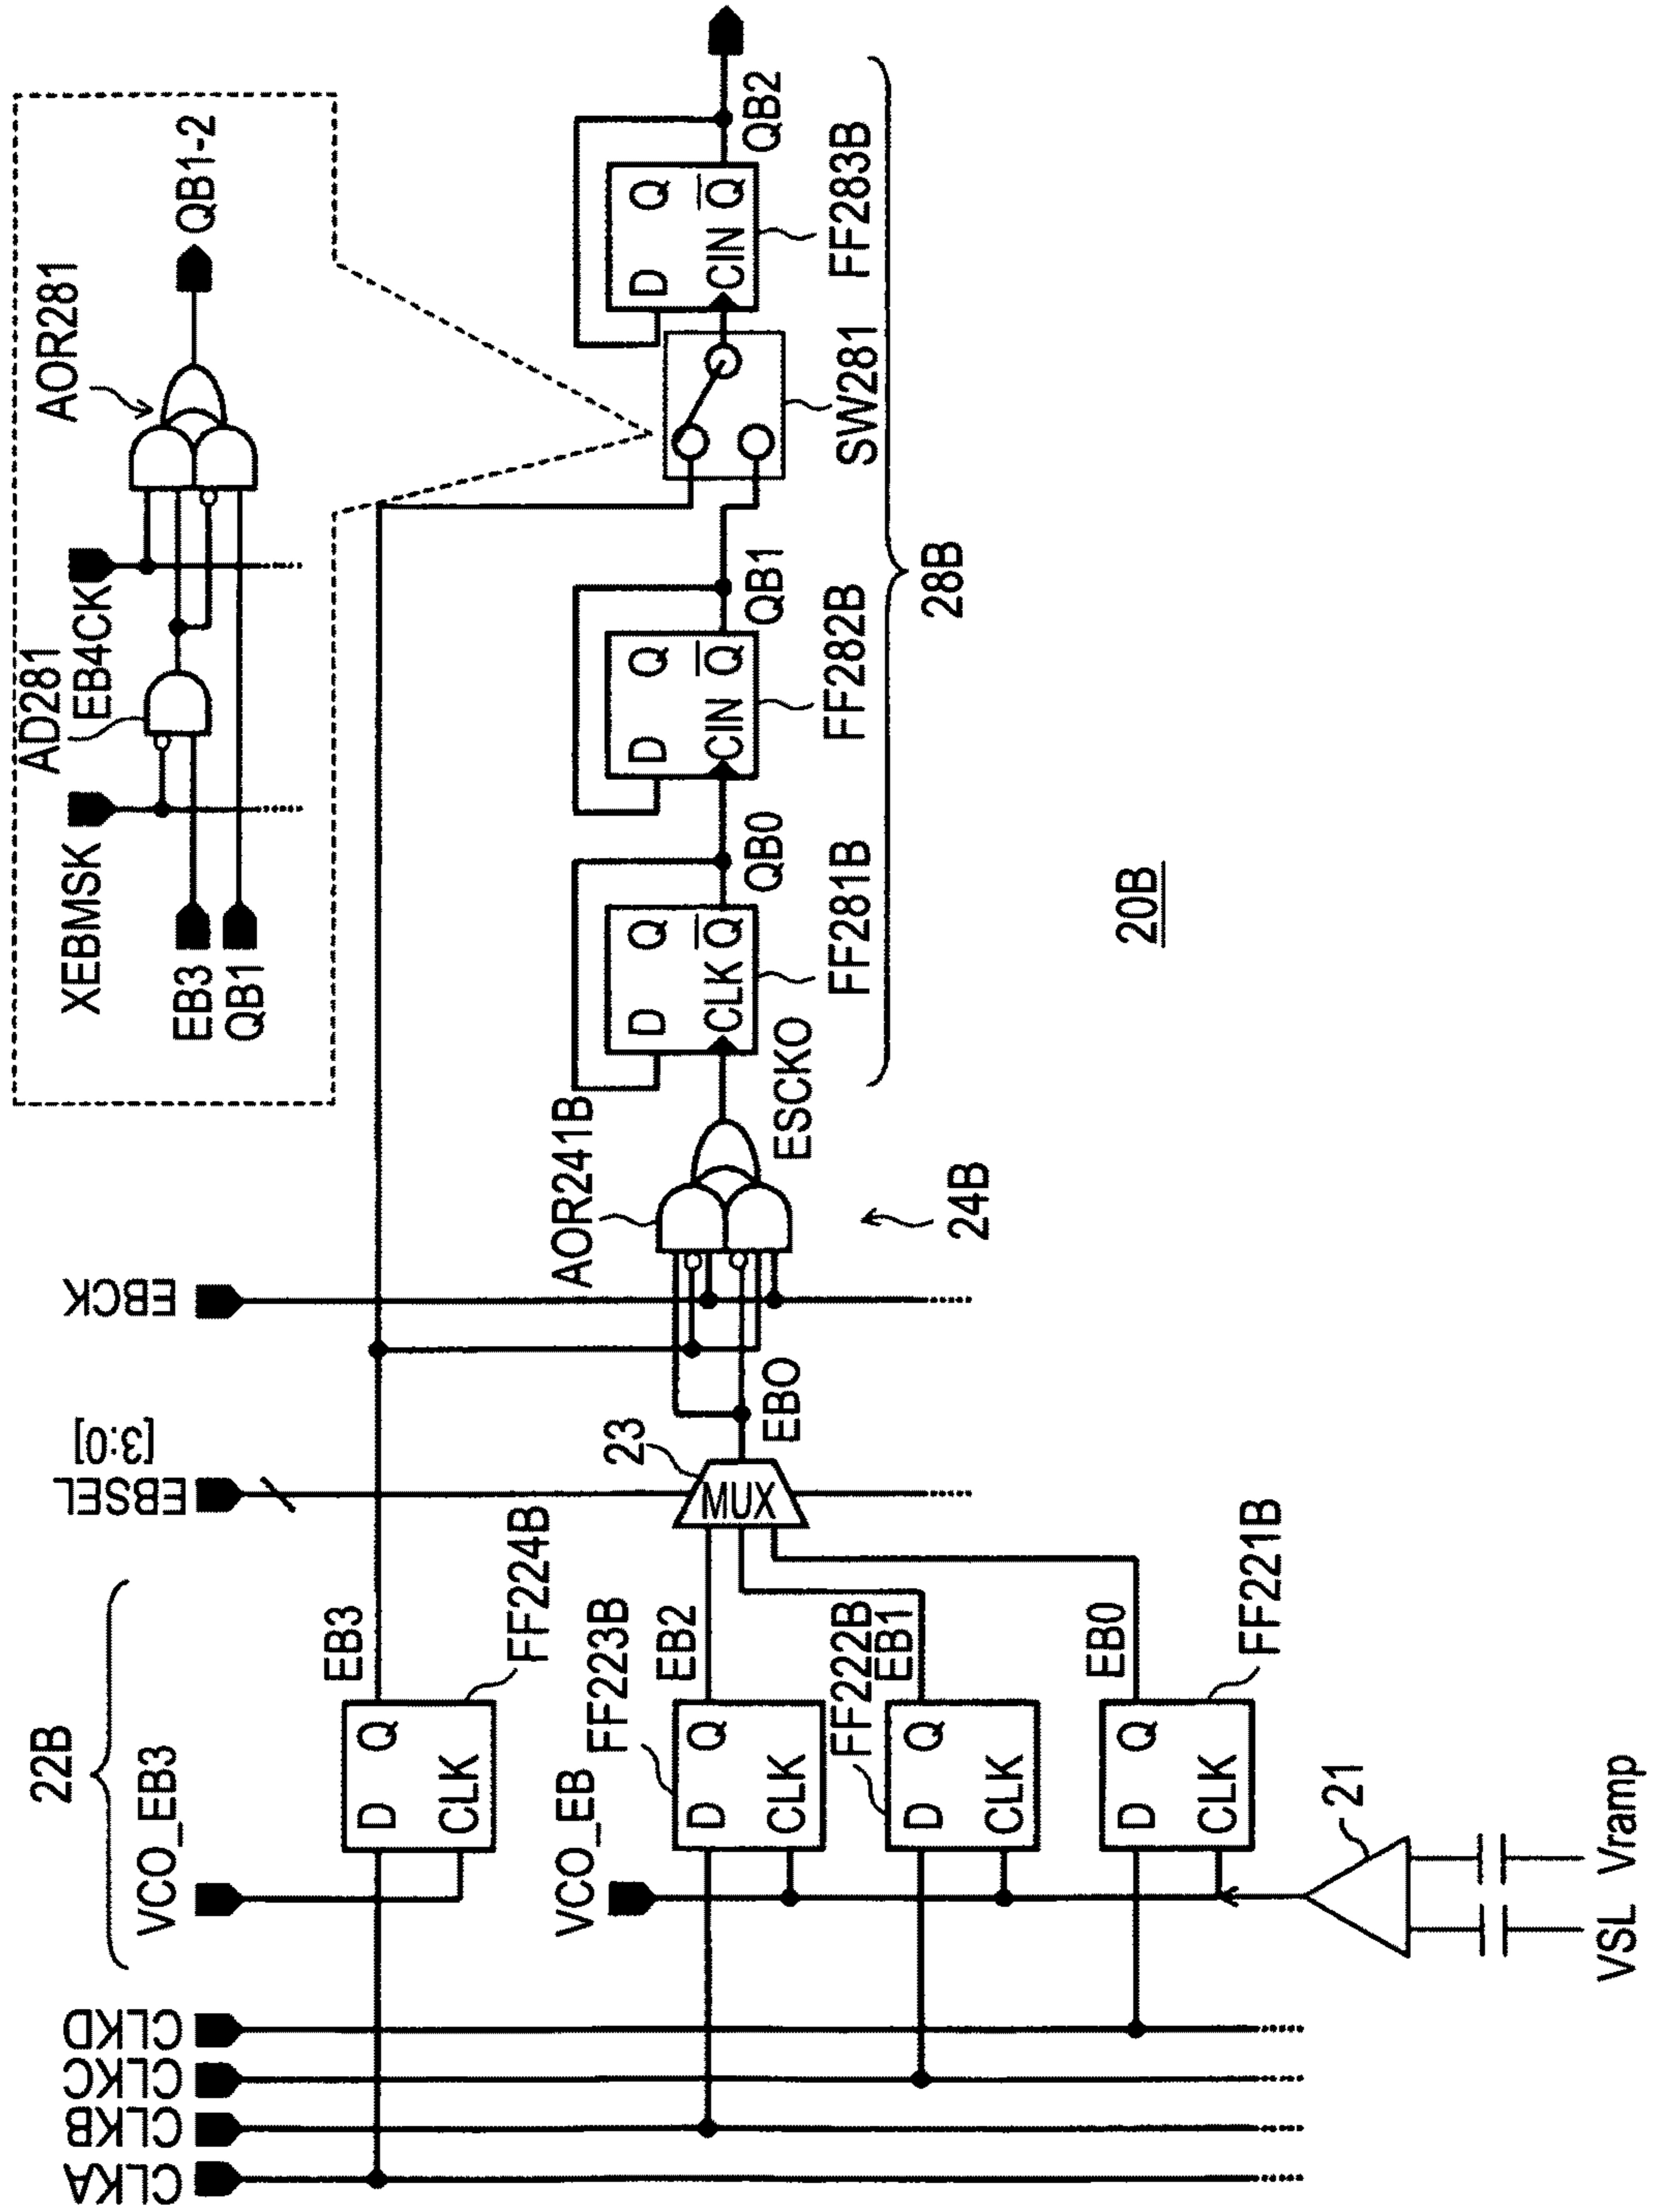 XEBMSK
AD281
EB4CK
AOR281
EB3
QB1
QB1-2
22B
VCO_EB3
EBSEL
[3:0]
EBCK
CLKA
CLKB
CLKC
CLKD
EB3
D Q
CLK
FF224B
VCO_EB
FF223B
EB2
D Q
CLK
FF222B
EB1
D Q
CLK
EB0
D Q
CLK
FF221B
23
MUX
EBO
AOR241B
24B
ESCKO
D Q
CLK Q
FF281B
QB0
D Q
CIN Q
FF282B
QB1
SW281
D Q
CIN Q
FF283B
QB2
28B
21
VSL
Vramp
20B